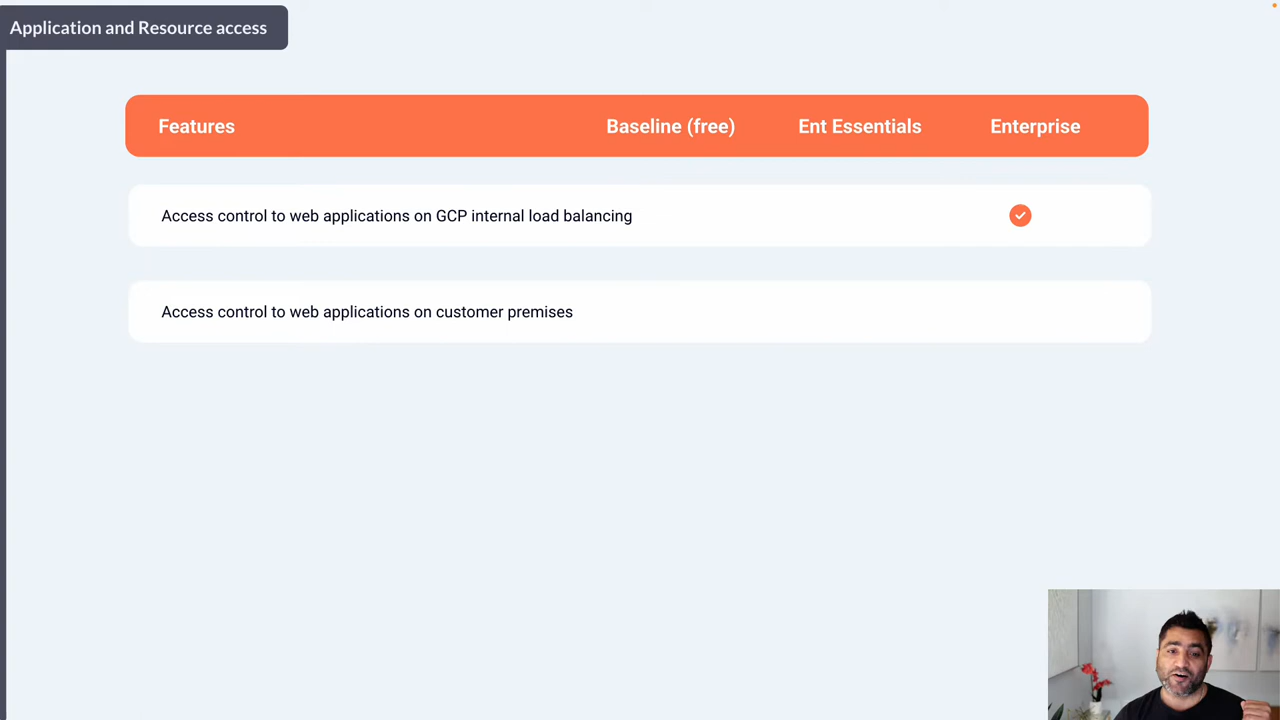 Application and Resource access
Features Baseline (free) Ent Essentials Enterprise
Access control to web applications on GCP internal load balancing
Access control to web applications on customer premises